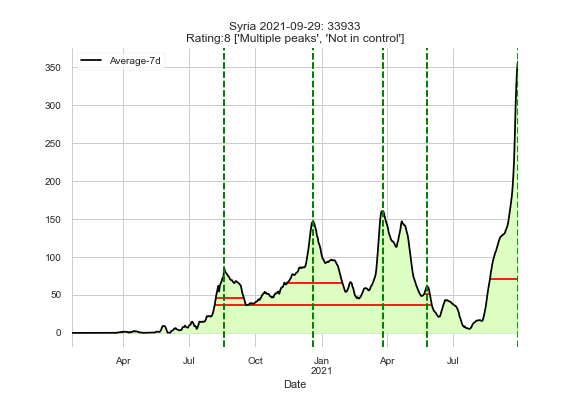 Syria 2021-09-29: 33933
Rating:8 ['Multiple peaks', 'Not in control']
Average-7d
350
300
250
200
150
100
50
0
Apr
Jul
Oct
Jan
2021
Apr
Jul
Date